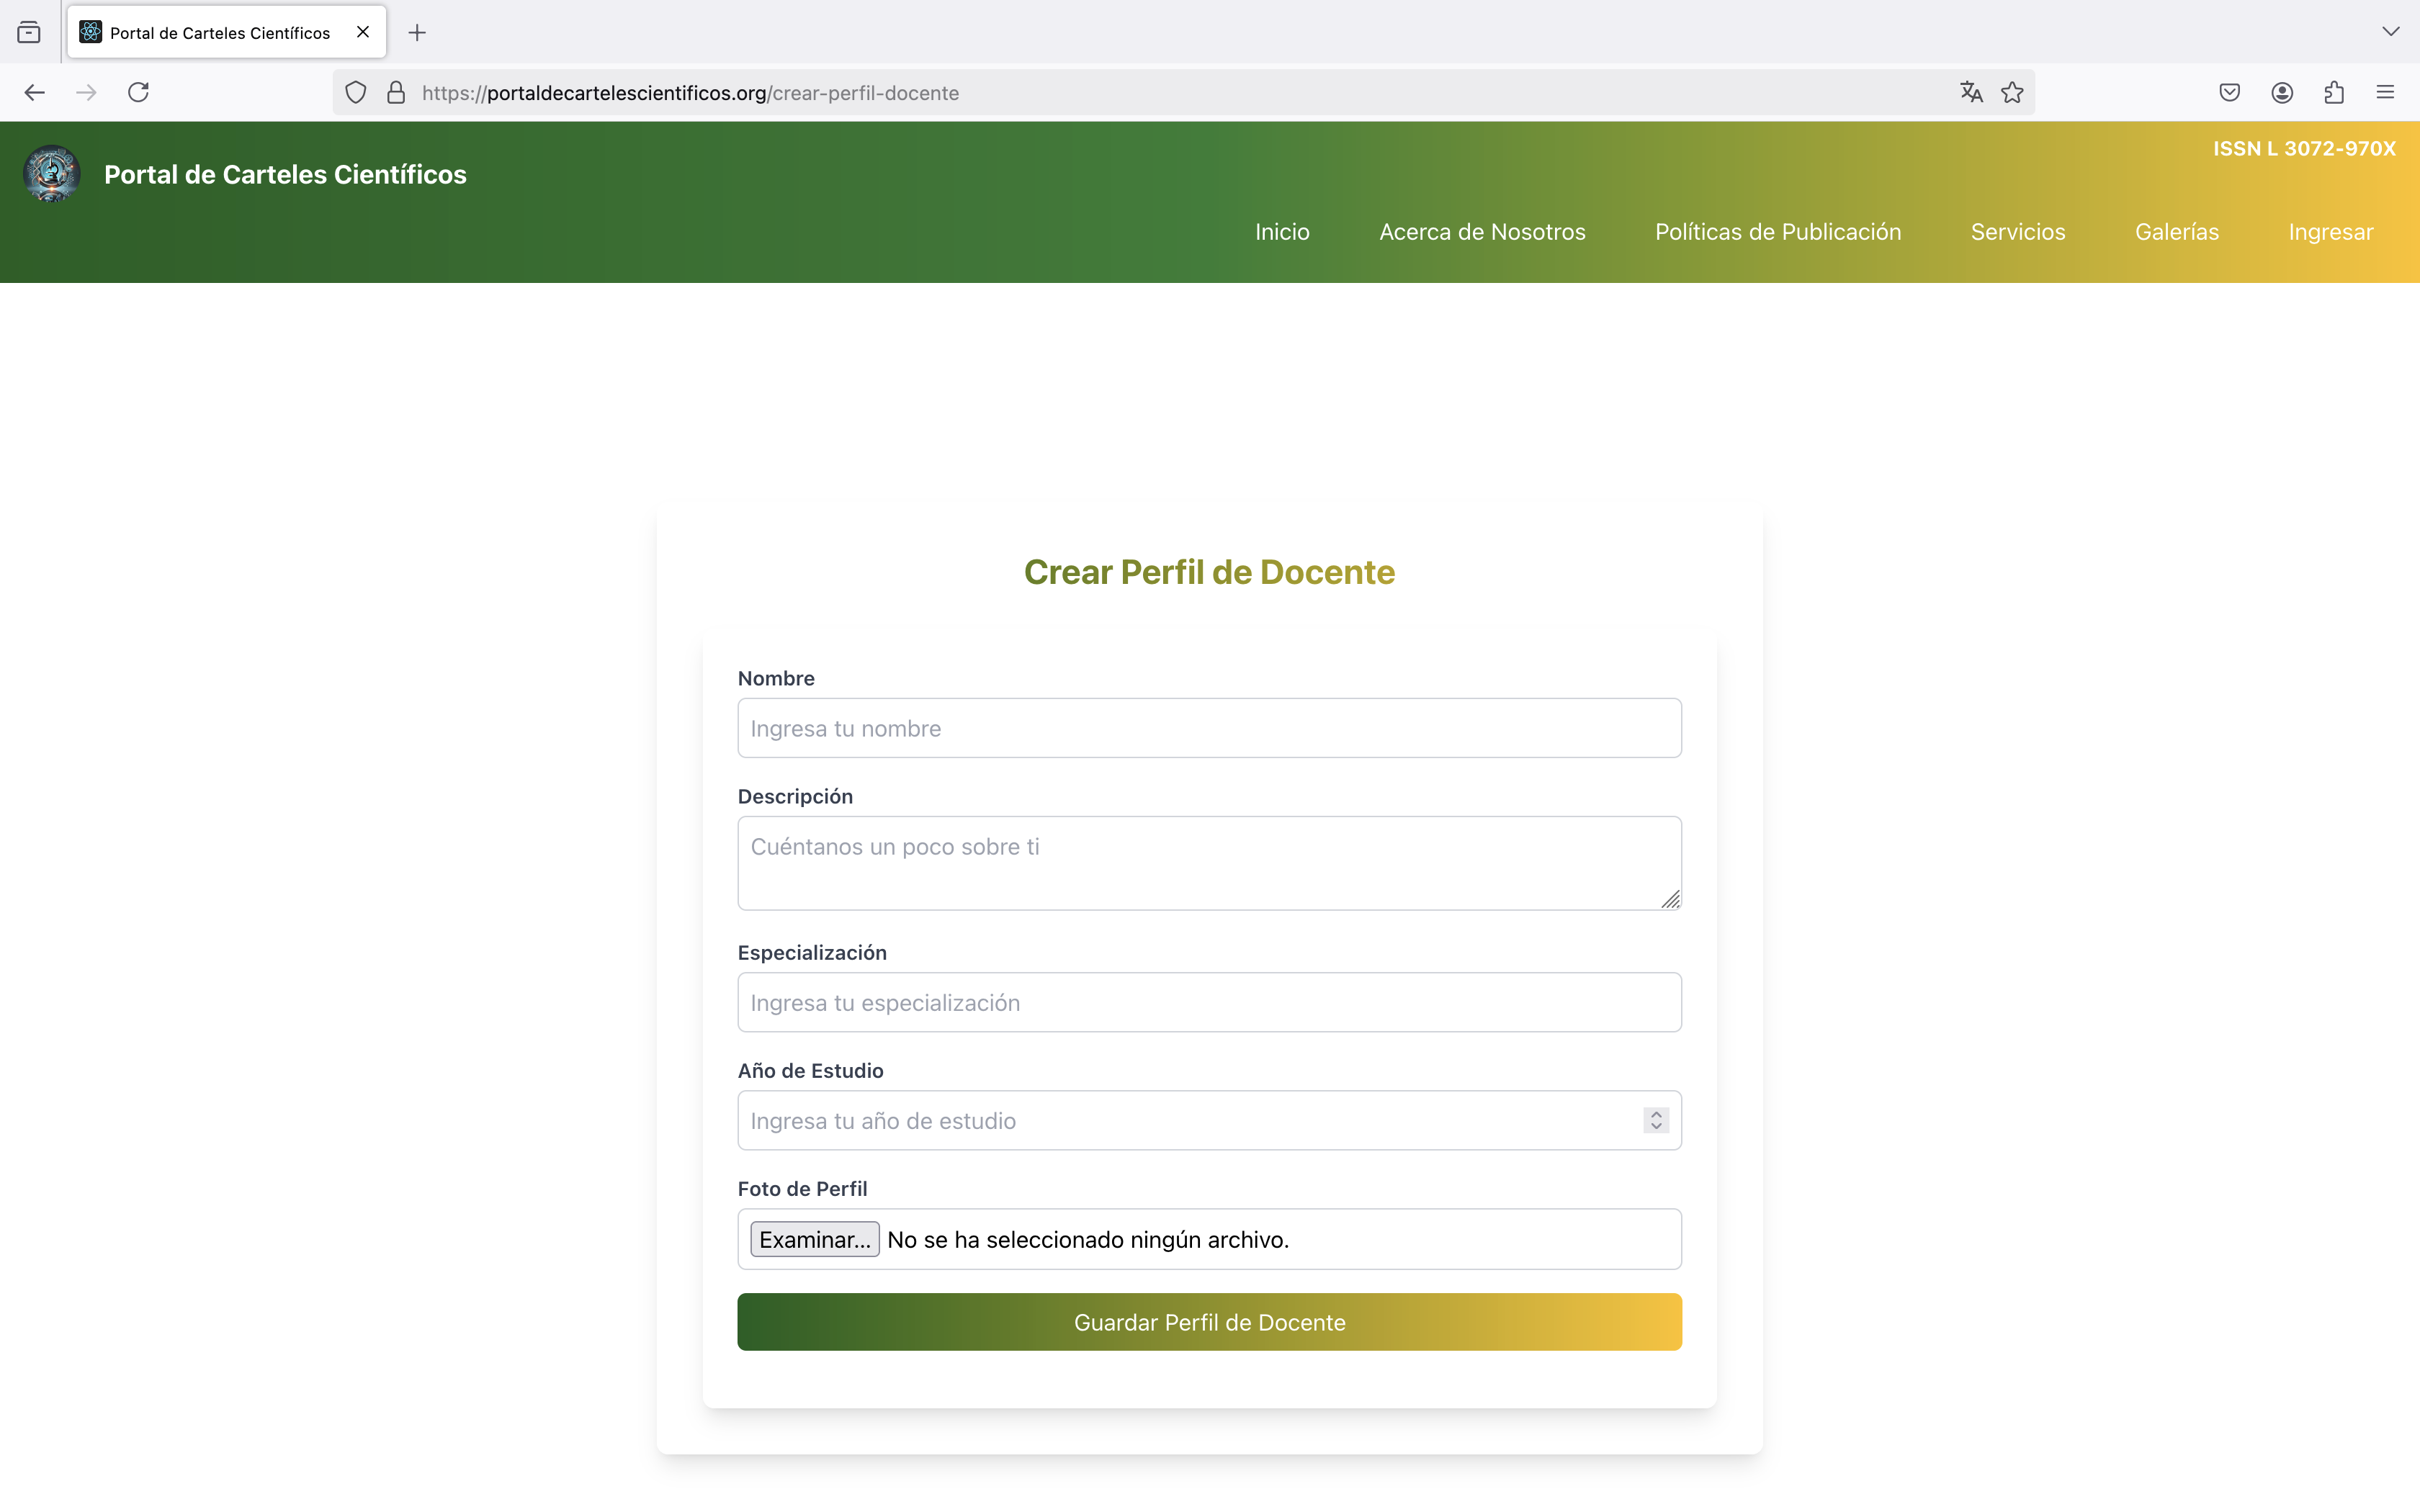 Portal de Carteles Científicos
https://portaldecartelescientificos.org/crear-perfil-docente
ISSN L 3072-970X
Portal de Carteles Científicos
Inicio Acerca de Nosotros Políticas de Publicación Servicios Galerías Ingresar
Crear Perfil de Docente
Nombre
Ingresa tu nombre
Descripción
Cuéntanos un poco sobre ti
Especialización
Ingresa tu especialización
Año de Estudio
Ingresa tu año de estudio
Foto de Perfil
Examinar... No se ha seleccionado ningún archivo.
Guardar Perfil de Docente